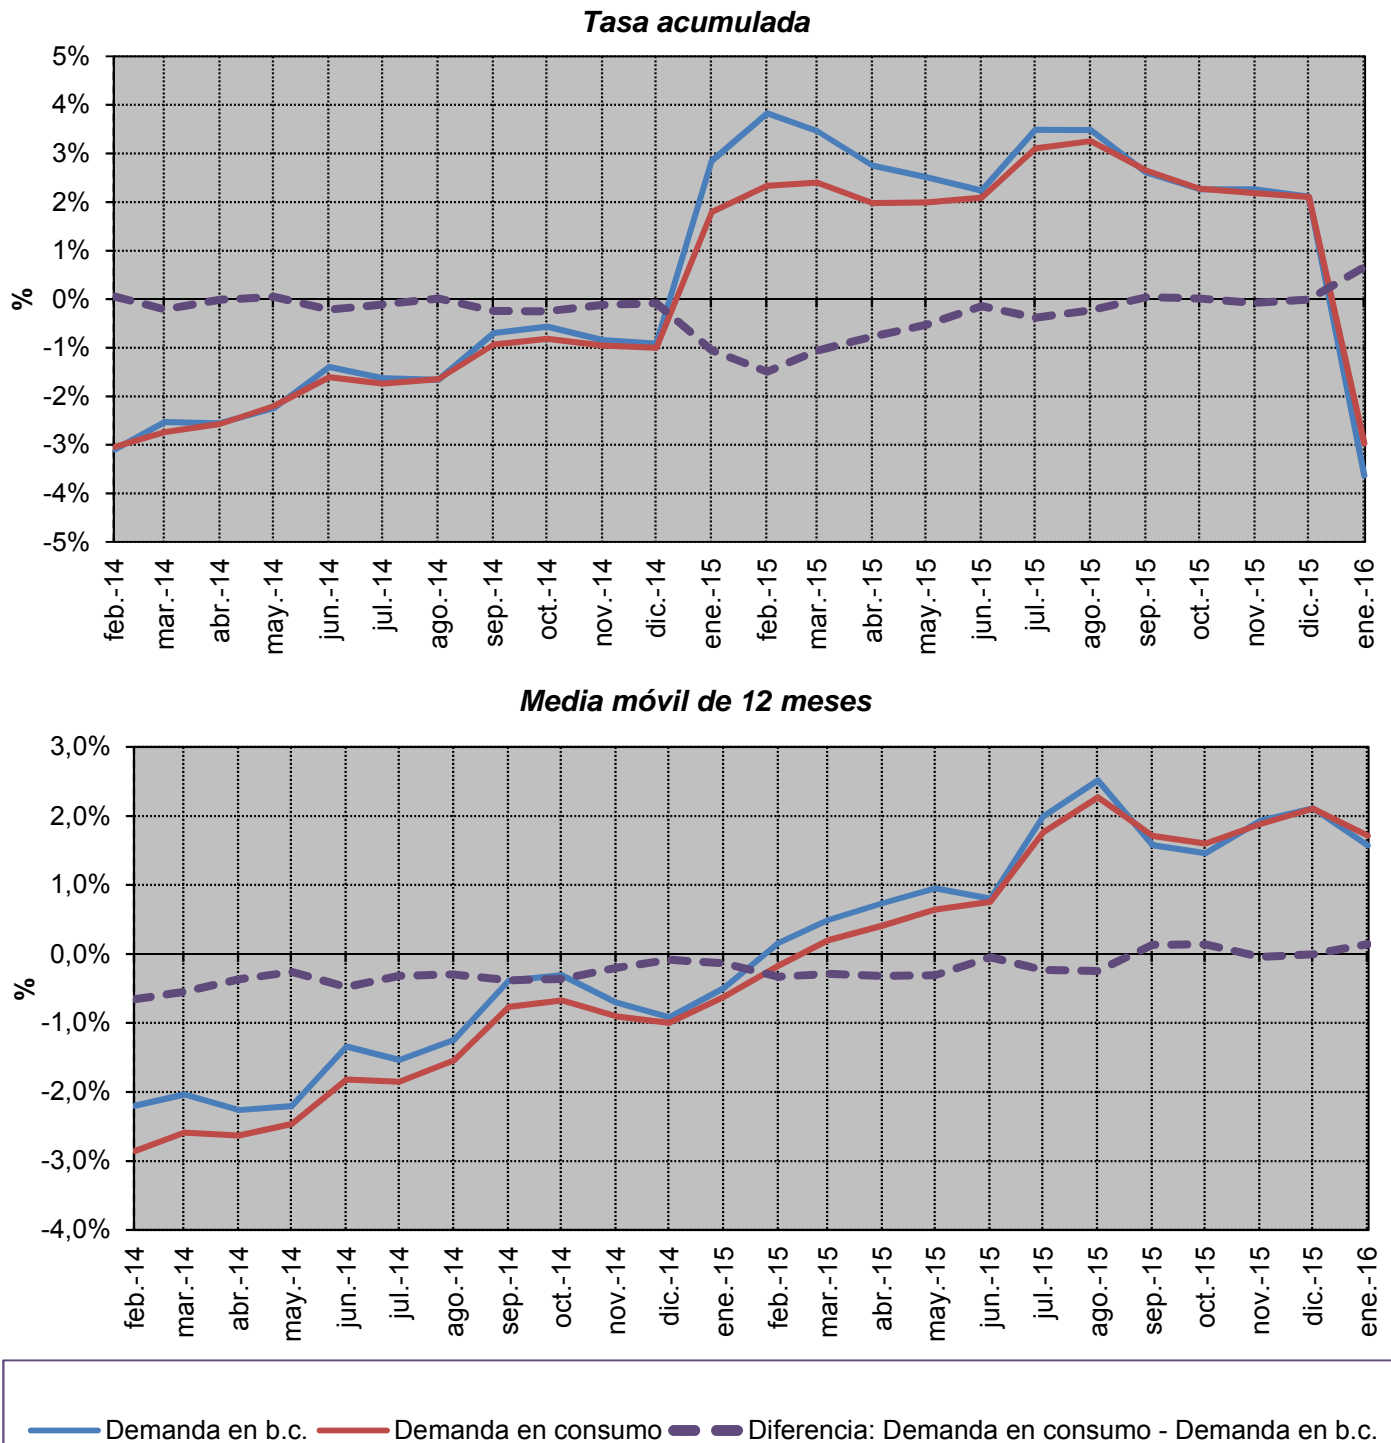 Tasa acumulada
5%
4%
3%
2%
1%
0%
-1%
-2%
-3%
-4%
-5%
%
feb.-14
mar.-14
abr.-14
may.-14
jun.-14
jul.-14
ago.-14
sep.-14
oct.-14
nov.-14
dic.-14
ene.-15
feb.-15
mar.-15
abr.-15
may.-15
jun.-15
jul.-15
ago.-15
sep.-15
oct.-15
nov.-15
dic.-15
ene.-16
Media móvil de 12 meses
3,0%
2,0%
1,0%
0,0%
-1,0%
-2,0%
-3,0%
-4,0%
%
feb.-14
mar.-14
abr.-14
may.-14
jun.-14
jul.-14
ago.-14
sep.-14
oct.-14
nov.-14
dic.-14
ene.-15
feb.-15
mar.-15
abr.-15
may.-15
jun.-15
jul.-15
ago.-15
sep.-15
oct.-15
nov.-15
dic.-15
ene.-16
Demanda en b.c.
Demanda en consumo
Diferencia: Demanda en consumo - Demanda en b.c.